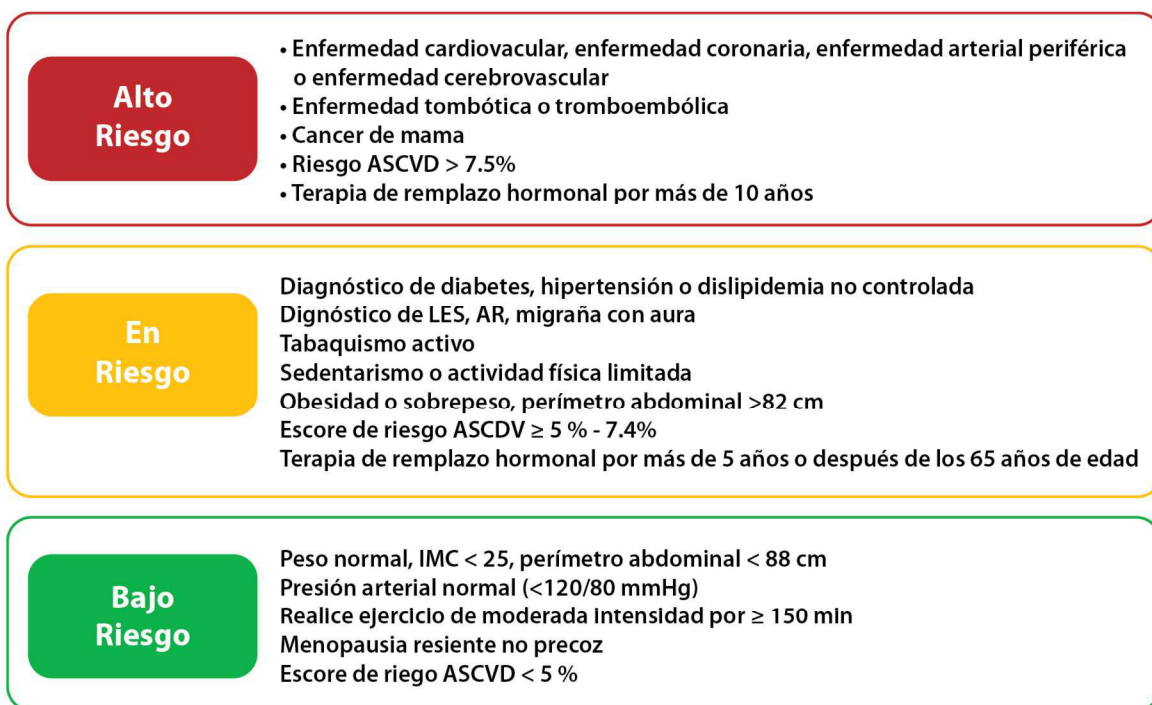 Alto
Riesgo
• Enfermedad cardiovacular, enfermedad coronaria, enfermedad arterial periférica
o enfermedad cerebrovascular
• Enfermedad tombótica o tromboembólica
• Cancer de mama
• Riesgo ASCVD > 7.5%
• Terapia de remplazo hormonal por más de 10 años
En
Riesgo
Diagnóstico de diabetes, hipertensión o dislipidemia no controlada
Dignóstico de LES, AR, migraña con aura
Tabaquismo activo
Sedentarismo o actividad física limitada
Obesidad o sobrepeso, perímetro abdominal >82 cm
Escore de riesgo ASCDV ≥ 5 % - 7.4%
Terapia de remplazo hormonal por más de 5 años o después de los 65 años de edad
Bajo
Riesgo
Peso normal, IMC < 25, perímetro abdominal < 88 cm
Presión arterial normal (<120/80 mmHg)
Realice ejercicio de moderada intensidad por ≥ 150 min
Menopausia resiente no precoz
Escore de riego ASCVD < 5 %